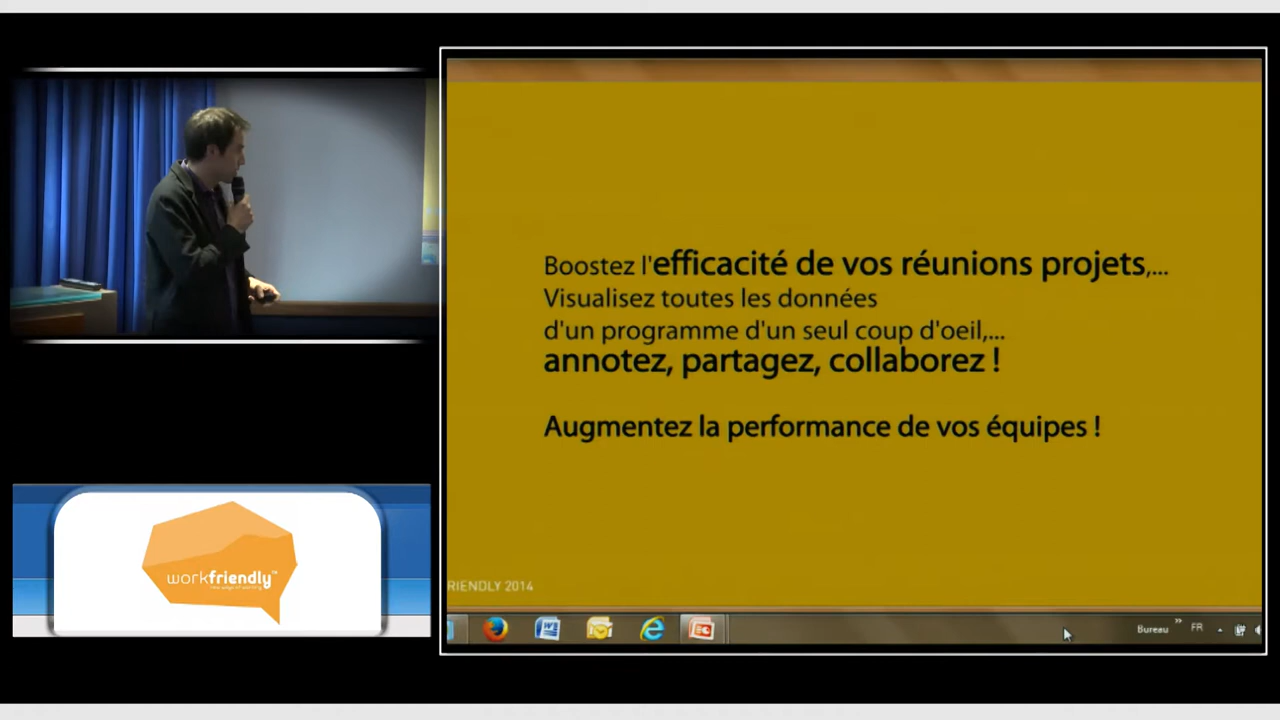 Boostez l'efficacité de vos réunions projets,...
Visualisez toutes les données
d'un programme d'un seul coup d'oeil,...
annotez, partagez, collaborez !
Augmentez la performance de vos équipes !
RIENDLY 2014
Bureau
FR
workfriendly™